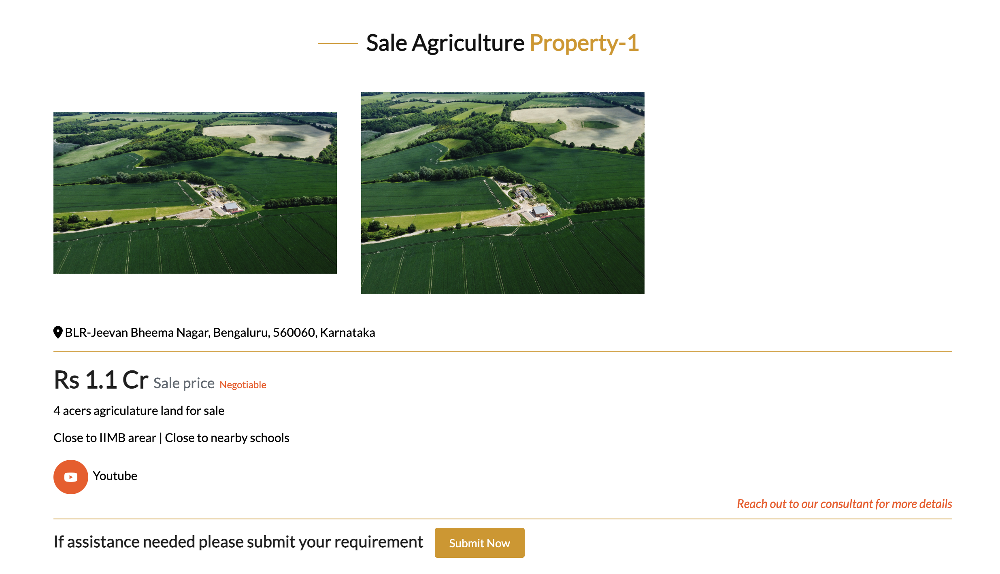 Sale Agriculture Property-1
BLR-Jeevan Bheema Nagar, Bengaluru, 560060, Karnataka
Rs 1.1 Cr Sale price Negotiable
4 acers agriculature land for sale
Close to IIMB arear | Close to nearby schools
Youtube
Reach out to our consultant for more details
If assistance needed please submit your requirement Submit Now